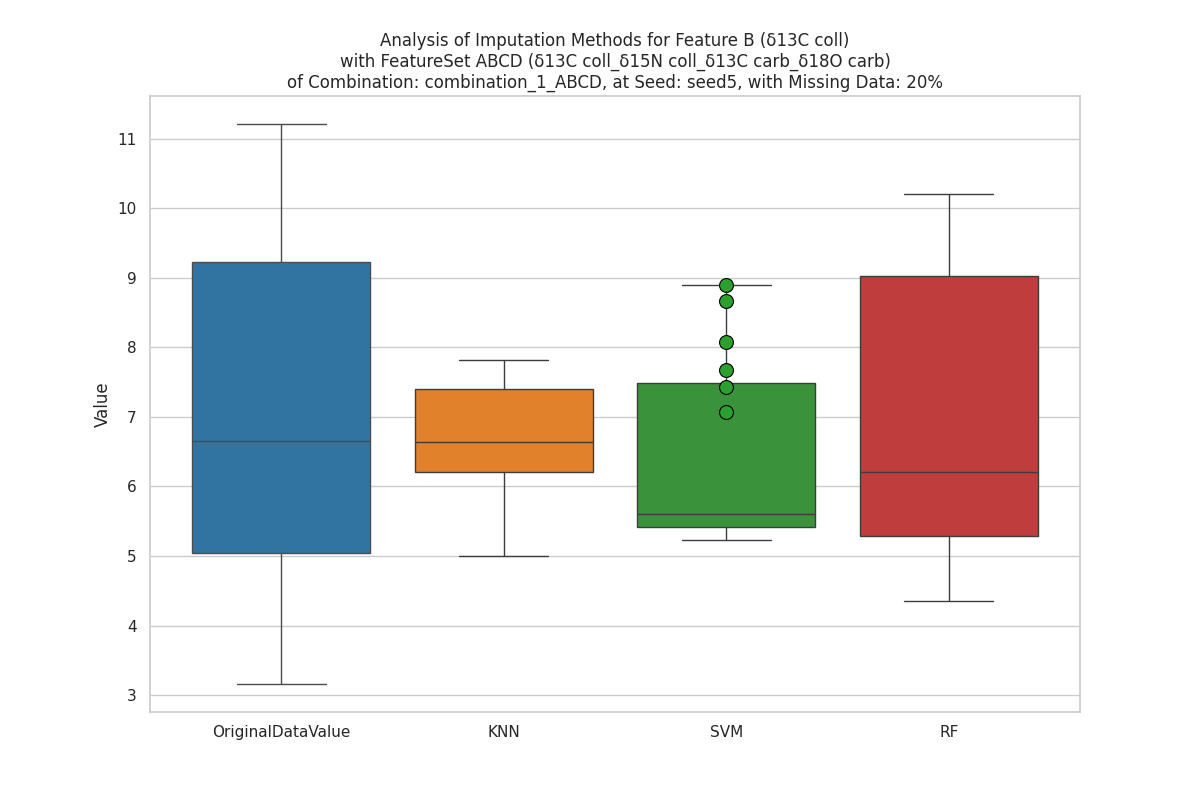 Analysis of Imputation Methods for Feature B (δ13C coll)
with FeatureSet ABCD (δ13C coll_δ15N coll_δ13C carb_δ18O carb)
of Combination: combination_1_ABCD, at Seed: seed5, with Missing Data: 20%
11
10
9
8
7
6
5
4
3
Value
OriginalDataValue
KNN
SVM
RF